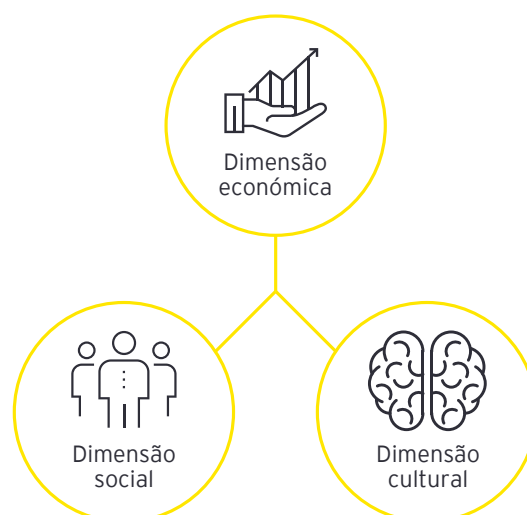 Dimensão
económica
Dimensão
social
Dimensão
cultural